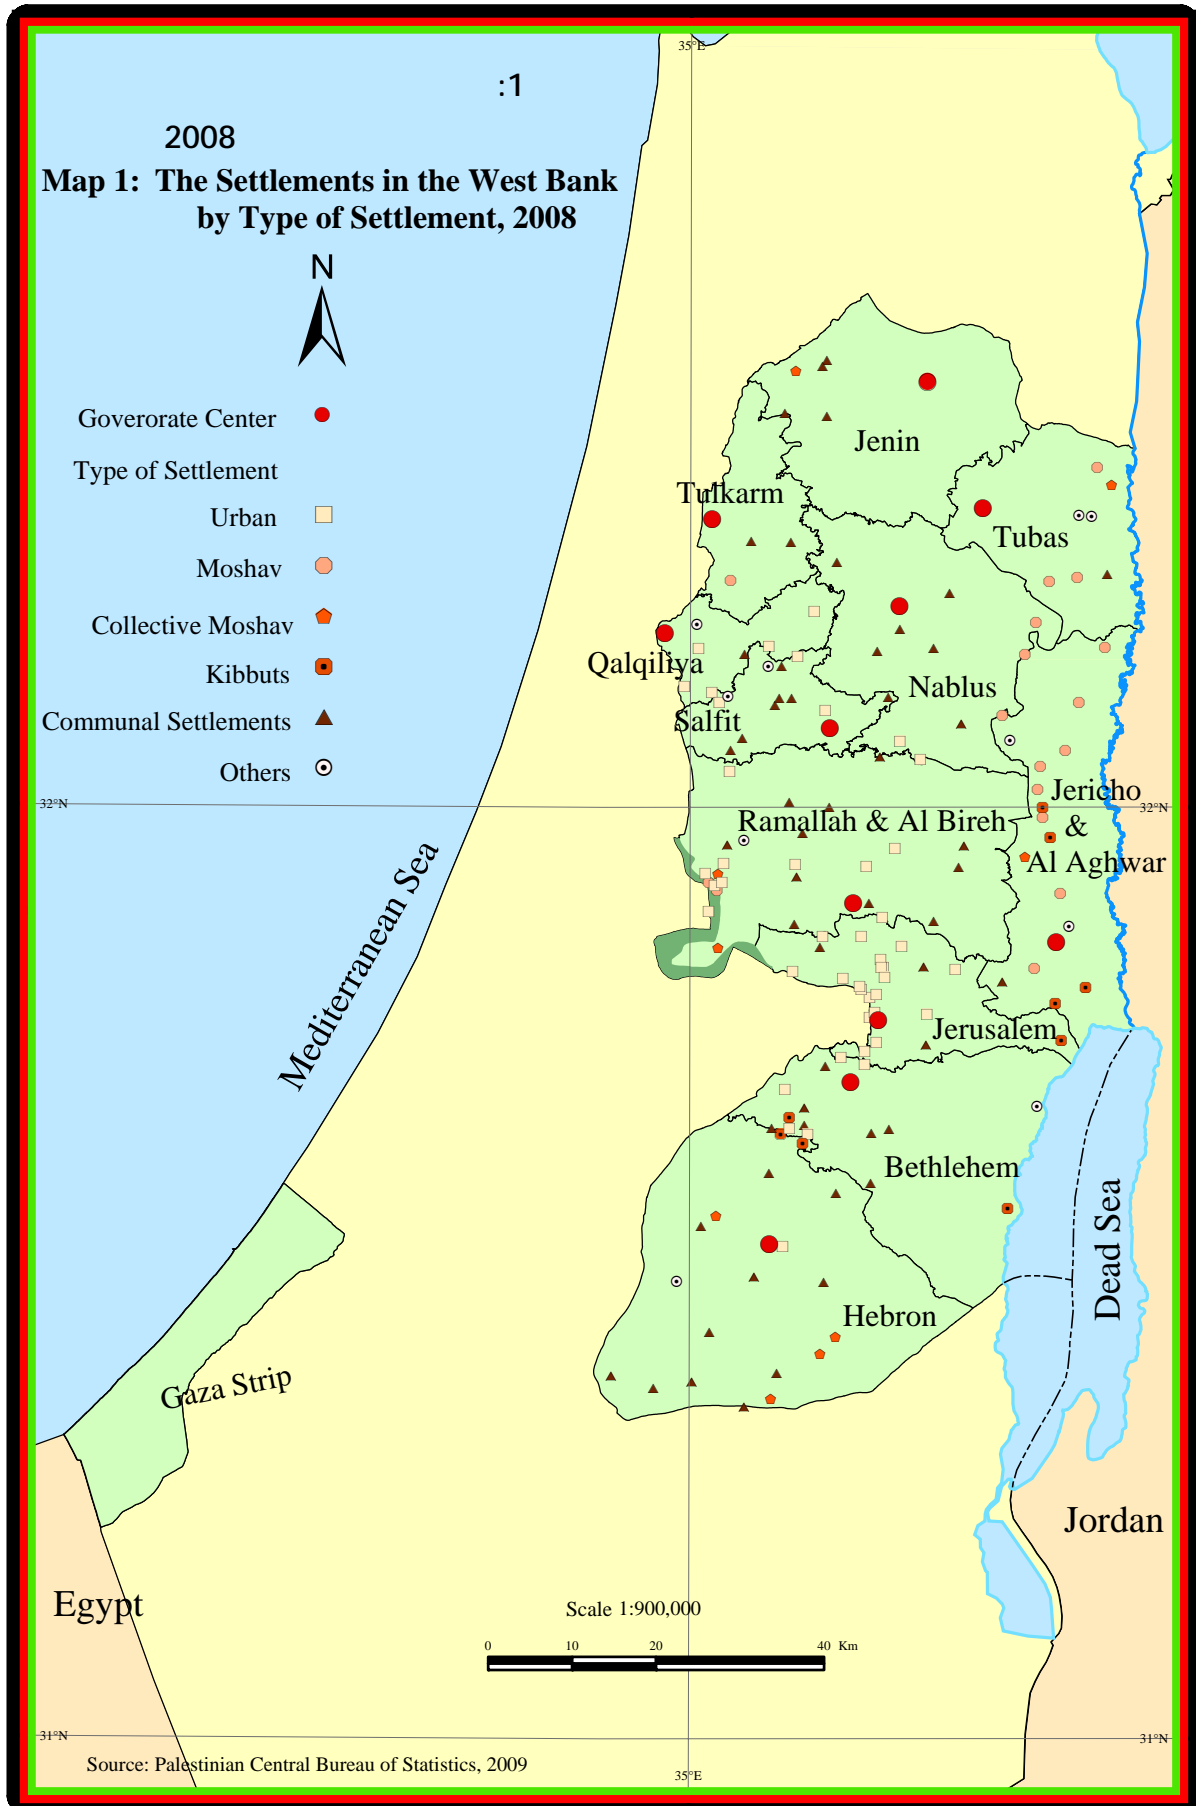 35°E
:1
2008
Map 1: The Settlements in the West Bank
by Type of Settlement, 2008
N
Goverorate Center
Type of Settlement
Urban
Moshav
Collective Moshav
Kibbuts
Communal Settlements
Others
Jenin
Tulkarm
Tubas
Qalqiliya
Nablus
Salfit
32°N
32°N
Jericho
&
Al Aghwar
Ramallah & Al Bireh
Mediterranean Sea
Jerusalem
Bethlehem
Dead Sea
Hebron
Gaza Strip
Jordan
Egypt
Scale 1:900,000
0 10 20 40 Km
31°N
31°N
Source: Palestinian Central Bureau of Statistics, 2009
35°E